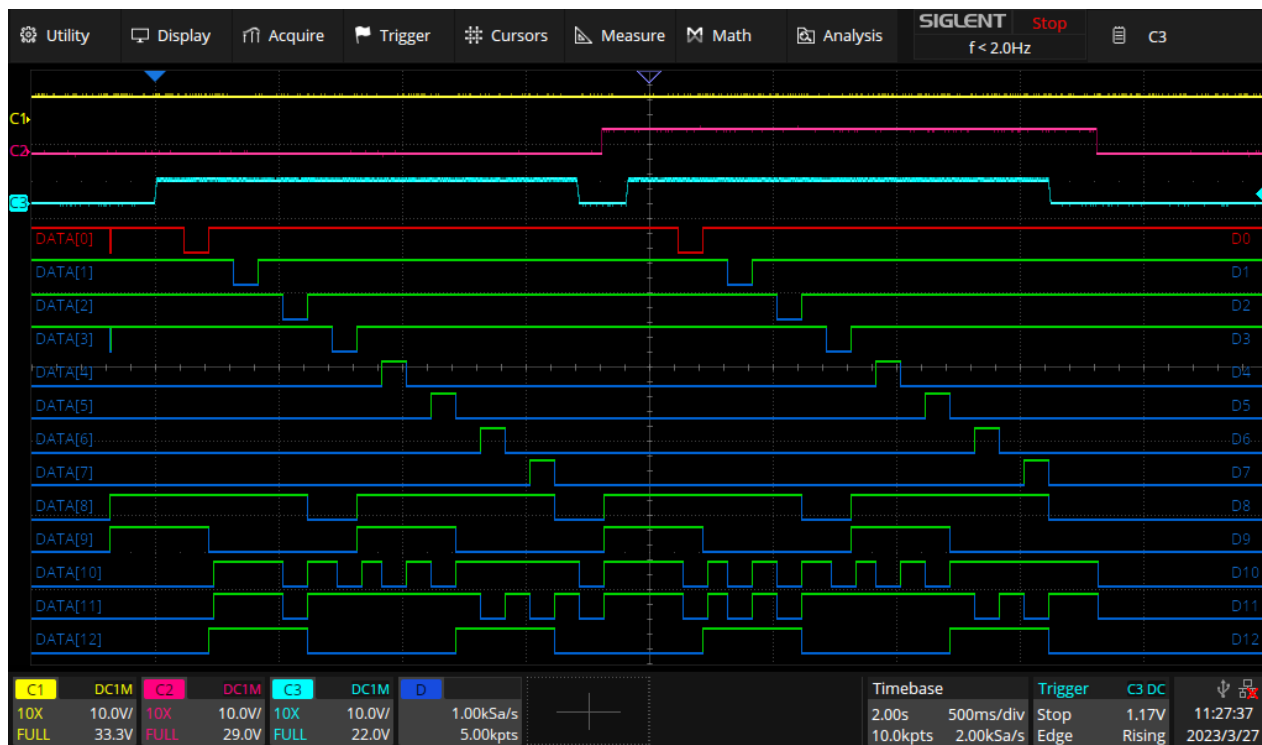 Utility Display Acquire Trigger Cursors Measure Math Analysis SIGLENT Stop C3
f < 2.0Hz
C1
C2
C3
DATA[0] D0
DATA[1] D1
DATA[2] D2
DATA[3] D3
DATA[4] D4
DATA[5] D5
DATA[6] D6
DATA[7] D7
DATA[8] D8
DATA[9] D9
DATA[10] D10
DATA[11] D11
DATA[12] D12
C1 DC1M C2 DC1M C3 DC1M D Timebase Trigger C3 DC
10X 10.0V/ 10X 10.0V/ 10X 10.0V/ 1.00kSa/s 2.00s 500ms/div Stop 1.17V 11:27:37
FULL 33.3V FULL 29.0V FULL 22.0V 5.00kpts 10.0kpts 2.00kSa/s Edge Rising 2023/3/27